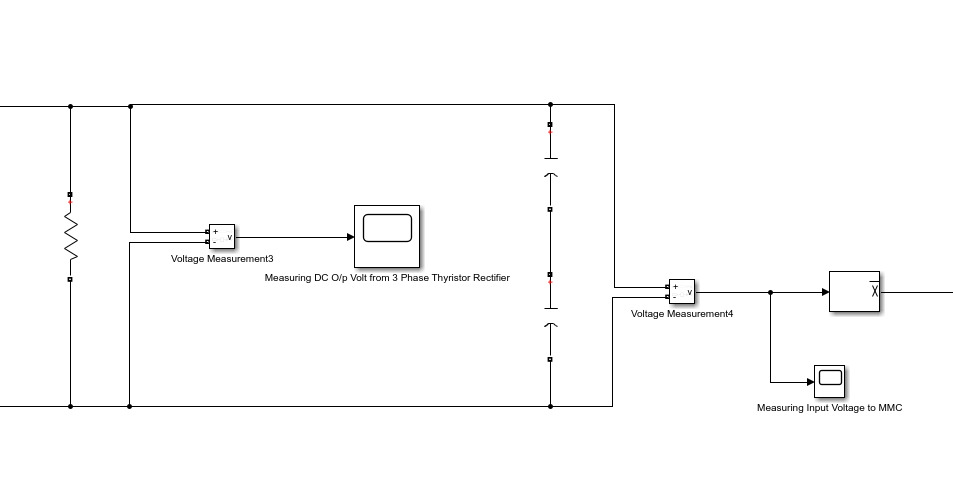 +
- v
Voltage Measurement3
Measuring DC O/p Volt from 3 Phase Thyristor Rectifier
+
- v
Voltage Measurement4
X
Measuring Input Voltage to MMC